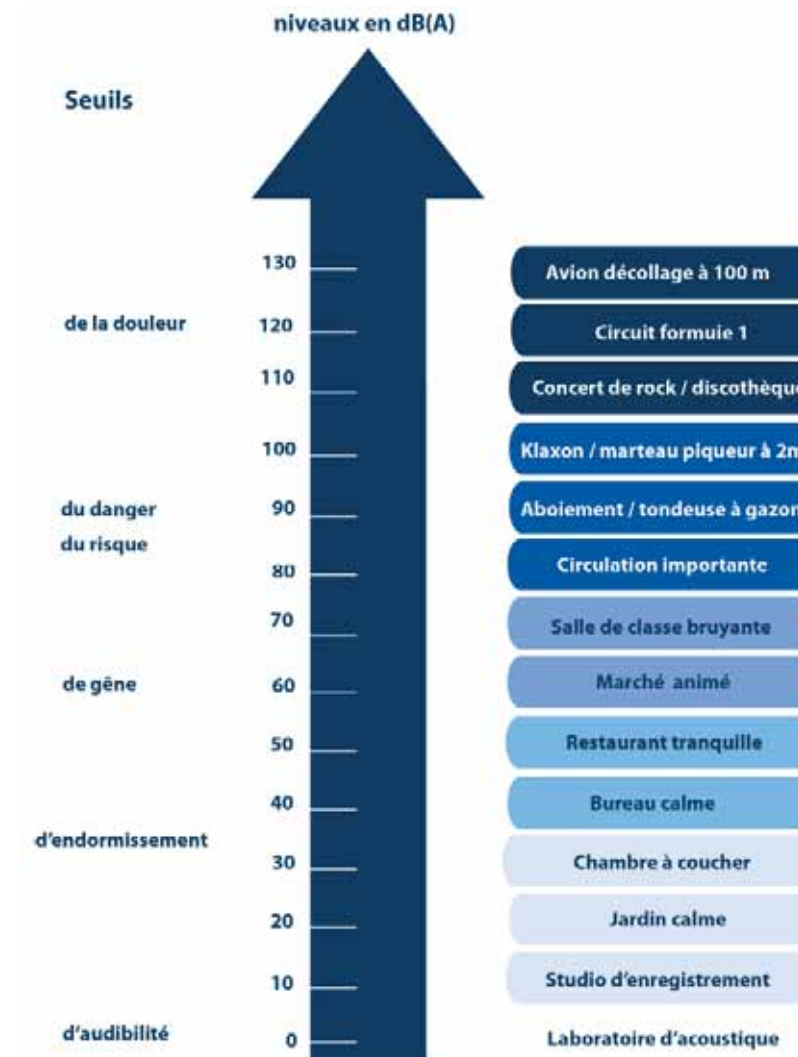 niveaux en dB(A)
Seuils
130 Avion décollage à 100 m
de la douleur 120 Circuit formuie 1
110 Concert de rock / discothèque
100 Klaxon / marteau piqueur à 2m
du danger 90 Aboiement / tondeuse à gazon
du risque
80 Circulation importante
70 Salle de classe bruyante
de gêne 60 Marché animé
50 Restaurant tranquille
40 Bureau calme
d'endormissement
30 Chambre à coucher
20 Jardin calme
10 Studio d'enregistrement
d'audibilité 0 Laboratoire d'acoustique